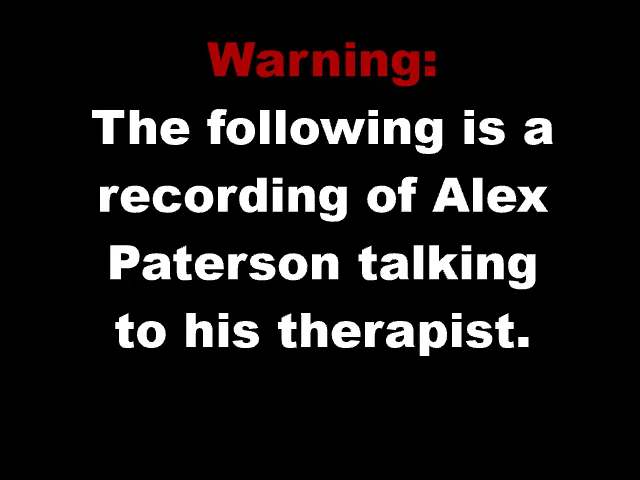 Warning:
The following is a
recording of Alex
Paterson talking
to his therapist.